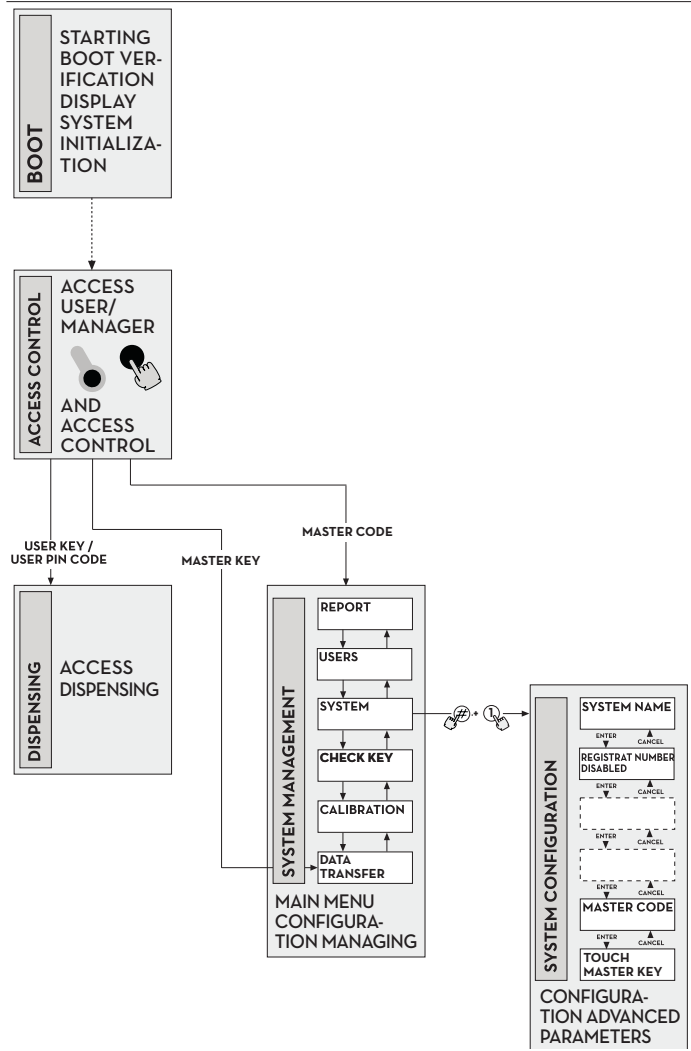 BOOT
STARTING
BOOT VER-
IFICATION
DISPLAY
SYSTEM
INITIALIZA-
TION
ACCESS CONTROL
ACCESS
USER/
MANAGER
AND
ACCESS
CONTROL
USER KEY /
USER PIN CODE
MASTER KEY
MASTER CODE
DISPENSING
ACCESS
DISPENSING
SYSTEM MANAGEMENT
REPORT
USERS
SYSTEM
CHECK KEY
CALIBRATION
DATA
TRANSFER
MAIN MENU
CONFIGURA-
TION MANAGING
# + 1
SYSTEM CONFIGURATION
SYSTEM NAME
ENTER CANCEL
REGISTRAT NUMBER
DISABLED
ENTER CANCEL
ENTER CANCEL
ENTER CANCEL
MASTER CODE
ENTER CANCEL
TOUCH
MASTER KEY
CONFIGURA-
TION ADVANCED
PARAMETERS